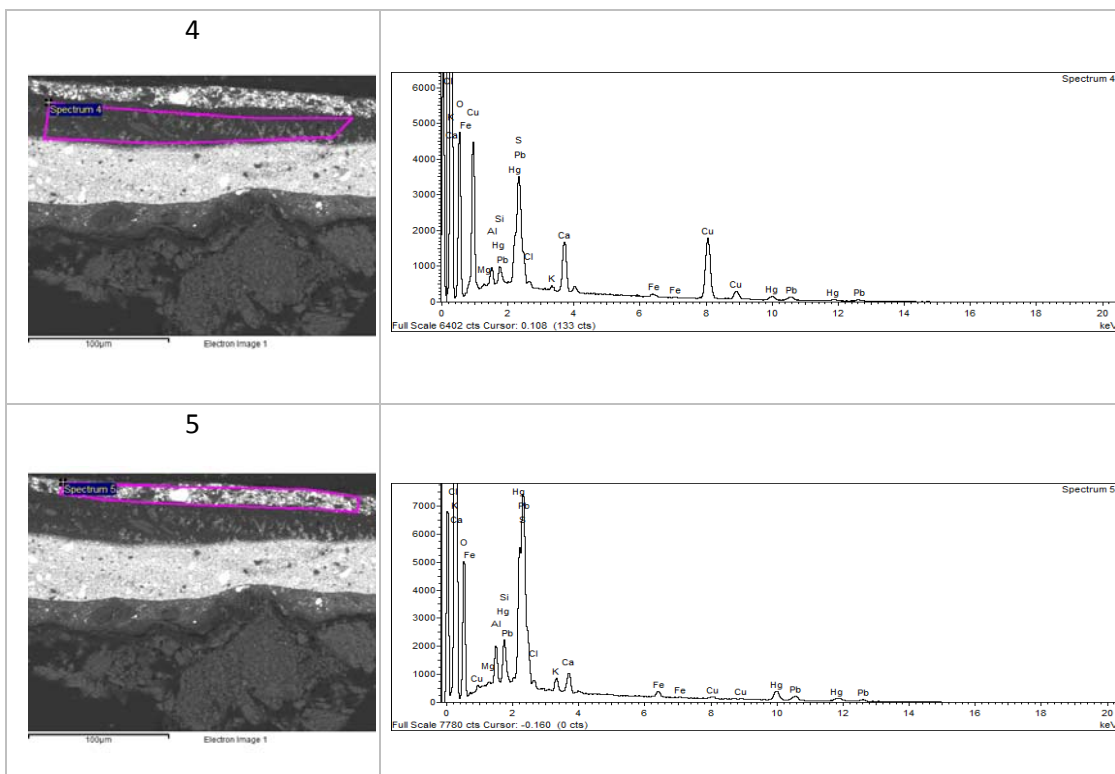 4
Spectrum 4
100µm Electron Image 1
Spectrum 4
6000
5000
4000
3000
2000
1000
0
Cl
K
Ca
O
Fe
Cu
S
Pb
Hg
Si
Al
Hg
Pb
Mg
Cl
K
Ca
Fe
Fe
Cu
Cu
Hg
Pb
Hg
Pb
0 2 4 6 8 10 12 14 16 18 20
Full Scale 6402 cts Cursor: 0.108 (133 cts) keV
5
Spectrum 5
100µm Electron Image 1
Spectrum 5
7000
6000
5000
4000
3000
2000
1000
0
Cl
K
Ca
O
Fe
Hg
Pb
S
Si
Hg
Al
Pb
Mg
Cu
Cl
K
Ca
Fe
Fe
Cu
Cu
Hg
Pb
Hg
Pb
0 2 4 6 8 10 12 14 16 18 20
Full Scale 7780 cts Cursor: -0.160 (0 cts) keV